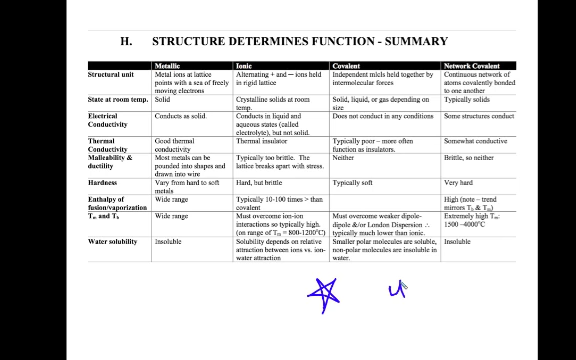 H. STRUCTURE DETERMINES FUNCTION - SUMMARY
Metallic Ionic Covalent Network Covalent
Structural unit
Metal ions at lattice
points with a sea of freely
moving electrons
Alternating + and – ions held
in rigid lattice
Independent mlcls held together by
intermolecular forces
Continuous network of
atoms covalently bonded
to one another
State at room temp.
Solid
Crystalline solids at room
temp.
Solid, liquid, or gas depending on
size
Typically solids
Electrical
Conductivity
Conducts as solid.
Conducts in liquid and
aqueous states (called
electrolyte), but not solid.
Does not conduct in any conditions
Some structures conduct
Thermal
Conductivity
Good thermal
conductivity
Thermal insulator
Typically poor – more often
function as insulators.
Somewhat conductive
Malleability &
ductility
Most metals can be
pounded into shapes and
drawn into wire
Typically too brittle. The
lattice breaks apart with stress.
Neither
Brittle, so neither
Hardness
Vary from hard to soft
metals
Hard, but brittle
Typically soft
Very hard
Enthalpy of
fusion/vaporization
Wide range
Typically 10-100 times > than
covalent
High (note – trend
mirrors Tb & Tm)
Tm and Tb
Wide range
Must overcome ion-ion
interactions so typically high.
(on range of Tm = 800-1200°C)
Must overcome weaker dipole-
dipole &/or London Dispersion ∴
typically much lower than ionic.
Extremely high Tm:
1500 –4000°C
Water solubility
Insoluble
Solubility depends on relative
attraction between ions vs. ion-
water attraction
Smaller polar molecules are soluble,
non-polar molecules are insoluble in
water.
Insoluble